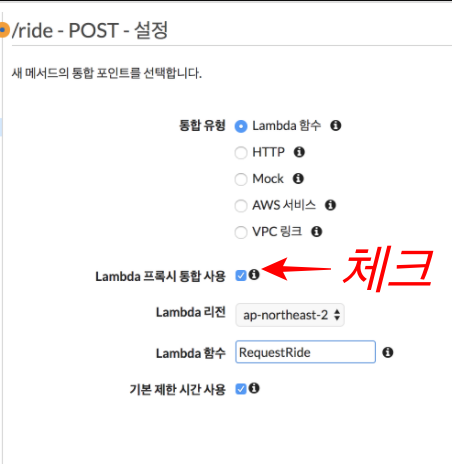 /ride - POST - 설정
새 메서드의 통합 포인트를 선택합니다.
통합 유형 Lambda 함수
HTTP
Mock
AWS 서비스
VPC 링크
Lambda 프록시 통합 사용 체크
Lambda 리전 ap-northeast-2
Lambda 함수 RequestRide
기본 제한 시간 사용